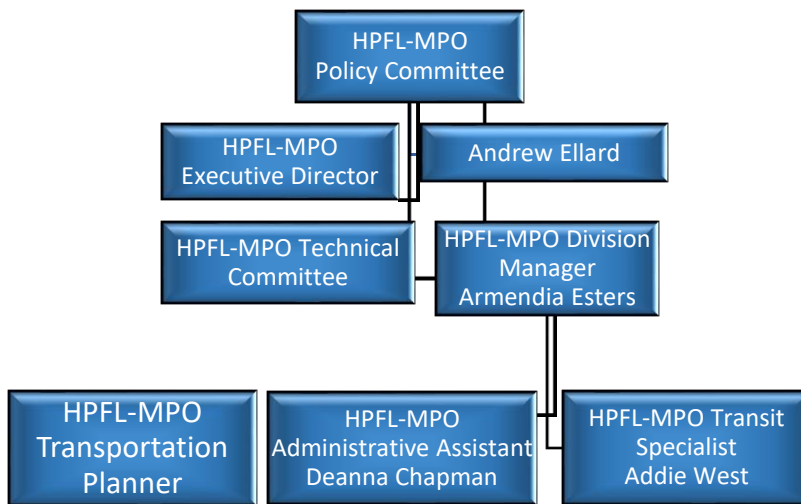 HPFL-MPO
Policy Committee
HPFL-MPO
Executive Director
Andrew Ellard
HPFL-MPO Technical
Committee
HPFL-MPO Division
Manager
Armendia Esters
HPFL-MPO
Transportation
Planner
HPFL-MPO
Administrative Assistant
Deanna Chapman
HPFL-MPO Transit
Specialist
Addie West